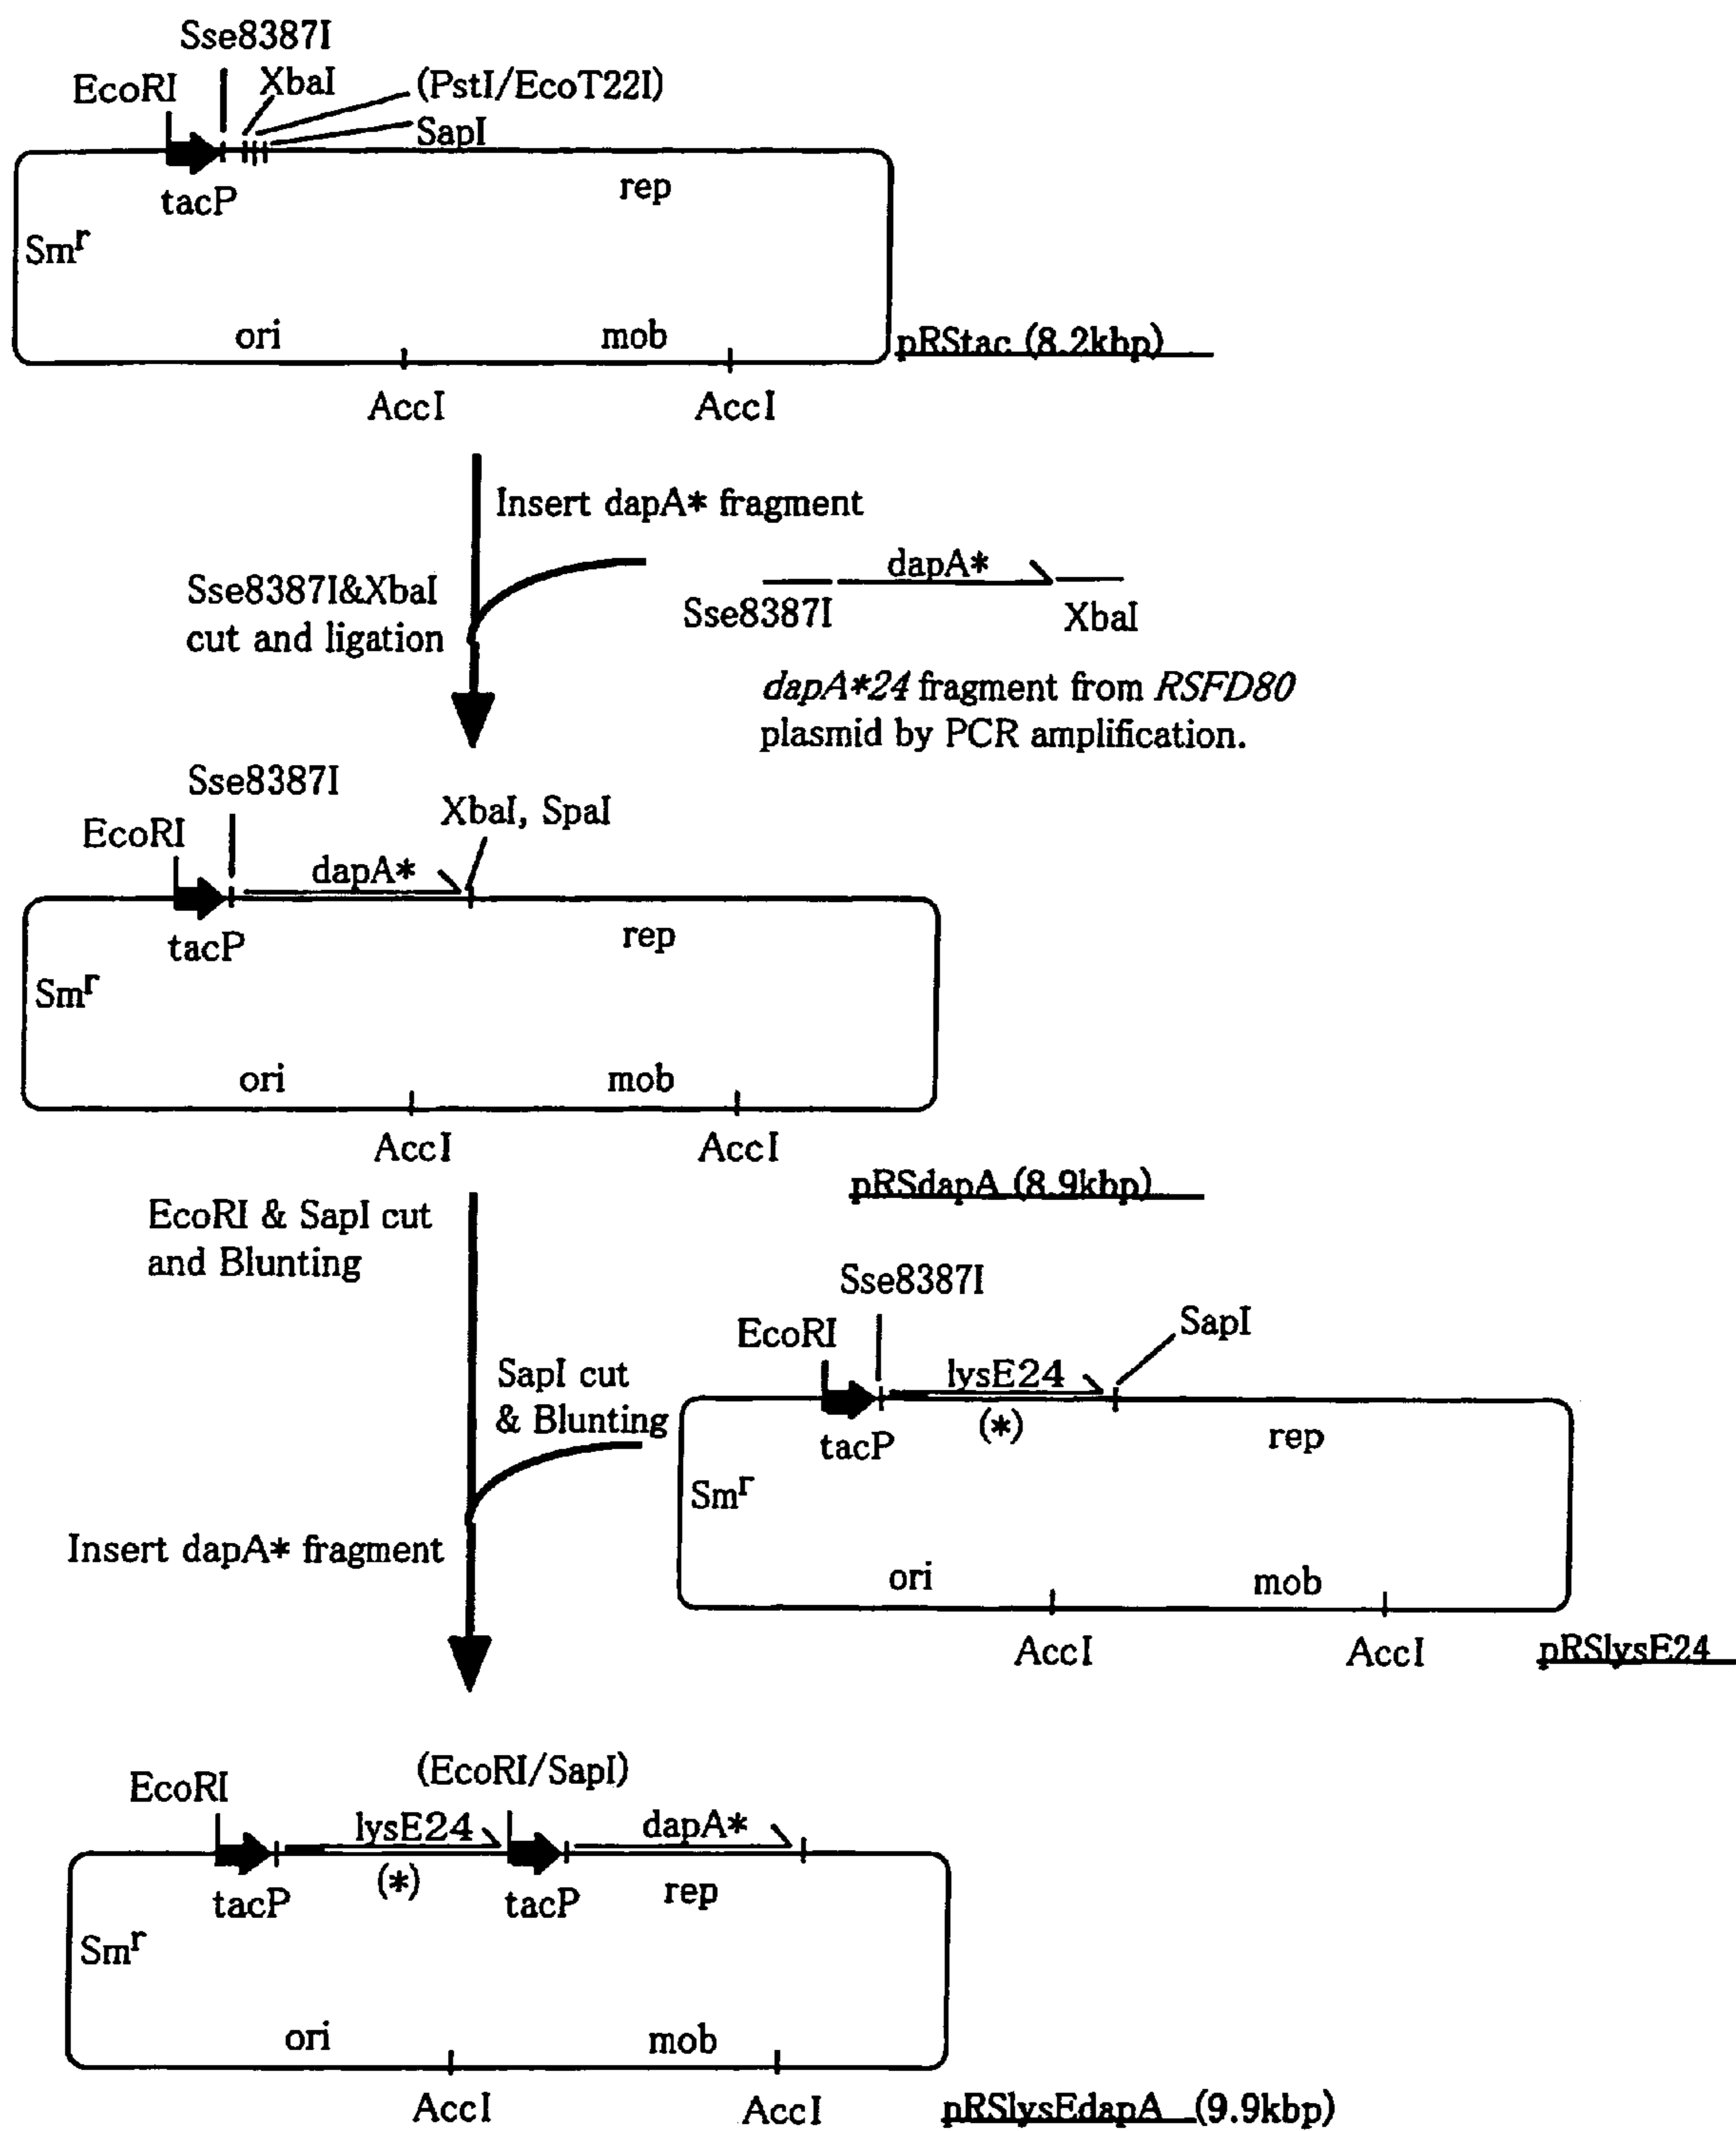 Sse8387I
EcoRI XbaI (PstI/EcoT22I)
SapI
tacP rep
Smr
ori mob
pRStac (8.2kbp)
AccI AccI
Insert dapA* fragment
dapA*
Sse8387I&XbaI
cut and ligation
Sse8387I XbaI
dapA*24 fragment from RSFD80
plasmid by PCR amplification.
Sse8387I
XbaI, SpaI
EcoRI
dapA*
tacP rep
Smr
ori mob
AccI AccI
pRSdapA (8.9kbp)
EcoRI & SapI cut
and Blunting
Sse8387I
EcoRI SapI
lysE24
SapI cut
& Blunting
(*)
tacP rep
Smr
Insert dapA* fragment
ori mob
AccI AccI
pRSlysE24
(EcoRI/SapI)
EcoRI
lysE24 dapA*
(*)
tacP tacP rep
Smr
ori mob
AccI AccI
pRSlysEdapA (9.9kbp)